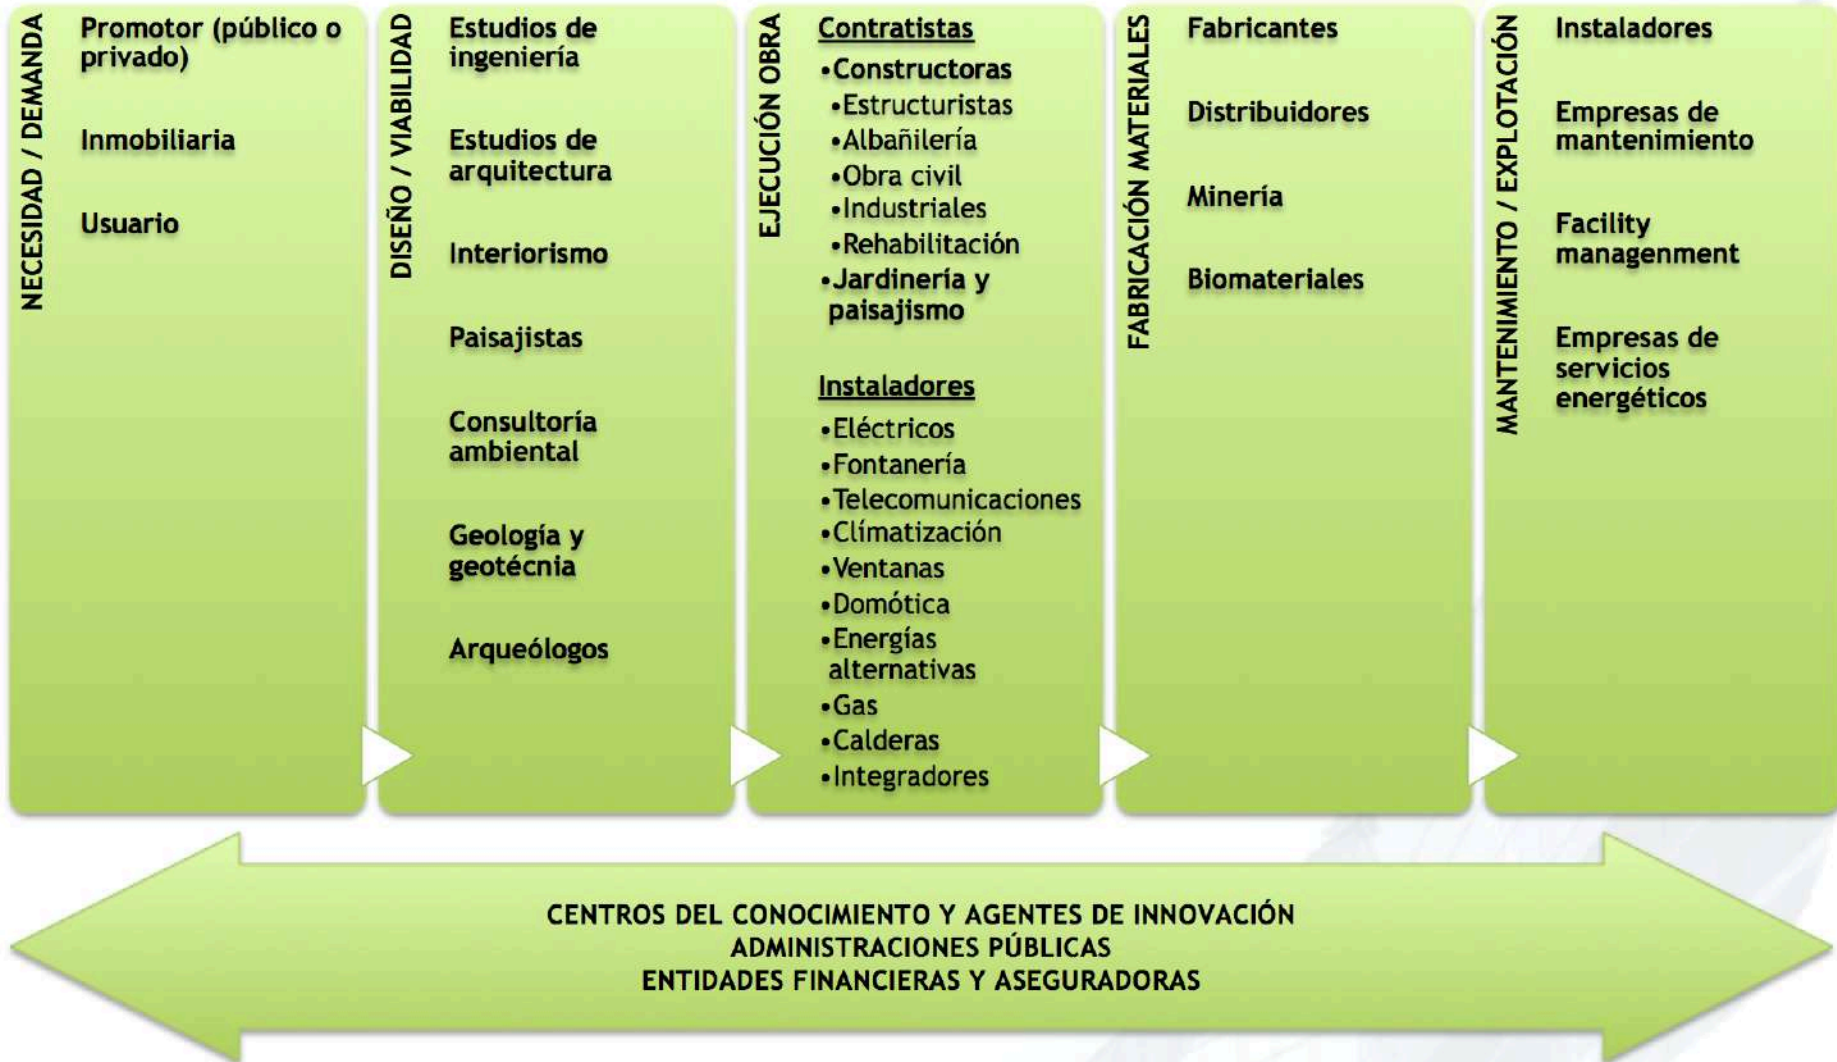 NECESIDAD / DEMANDA
Promotor (público o
privado)
Inmobiliaria
Usuario
DISEÑO / VIABILIDAD
Estudios de
ingeniería
Estudios de
arquitectura
Interiorismo
Paisajistas
Consultoría
ambiental
Geología y
geotécnia
Arqueólogos
EJECUCIÓN OBRA
Contratistas
•Constructoras
•Estructuristas
•Albañilería
•Obra civil
•Industriales
•Rehabilitación
•Jardinería y
paisajismo
Instaladores
•Eléctricos
•Fontanería
•Telecomunicaciones
•Clímatización
•Ventanas
•Domótica
•Energías
alternativas
•Gas
•Calderas
•Integradores
FABRICACIÓN MATERIALES
Fabricantes
Distribuidores
Minería
Biomateriales
MANTENIMIENTO / EXPLOTACIÓN
Instaladores
Empresas de
mantenimiento
Facility
managenment
Empresas de
servicios
energéticos
CENTROS DEL CONOCIMIENTO Y AGENTES DE INNOVACIÓN
ADMINISTRACIONES PÚBLICAS
ENTIDADES FINANCIERAS Y ASEGURADORAS